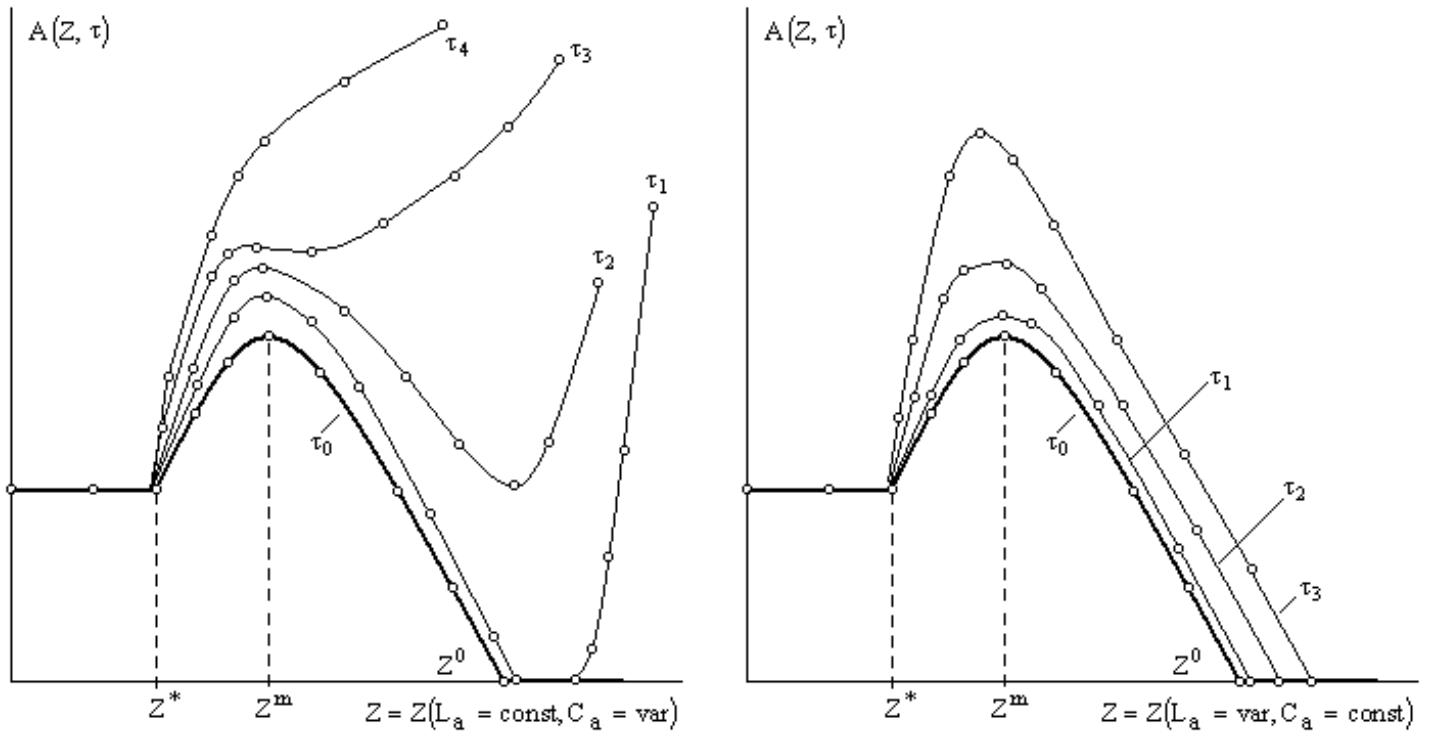 A(Z, τ)
τ₄
τ₃
τ₁
τ₂
τ₀
Z⁰
Z*
Zᵐ
Z = Z(Lₐ = const, Cₐ = var)
A(Z, τ)
τ₁
τ₀
τ₂
τ₃
Z⁰
Z*
Zᵐ
Z = Z(Lₐ = var, Cₐ = const)